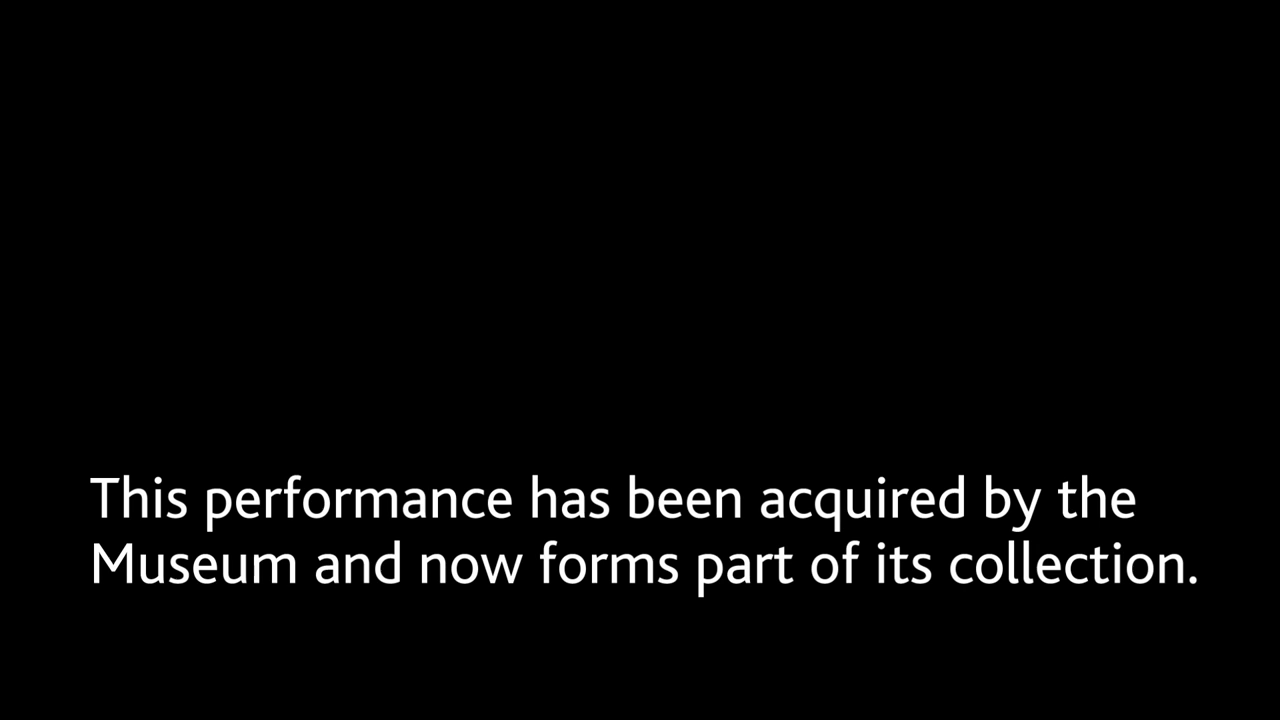 This performance has been acquired by the
Museum and now forms part of its collection.